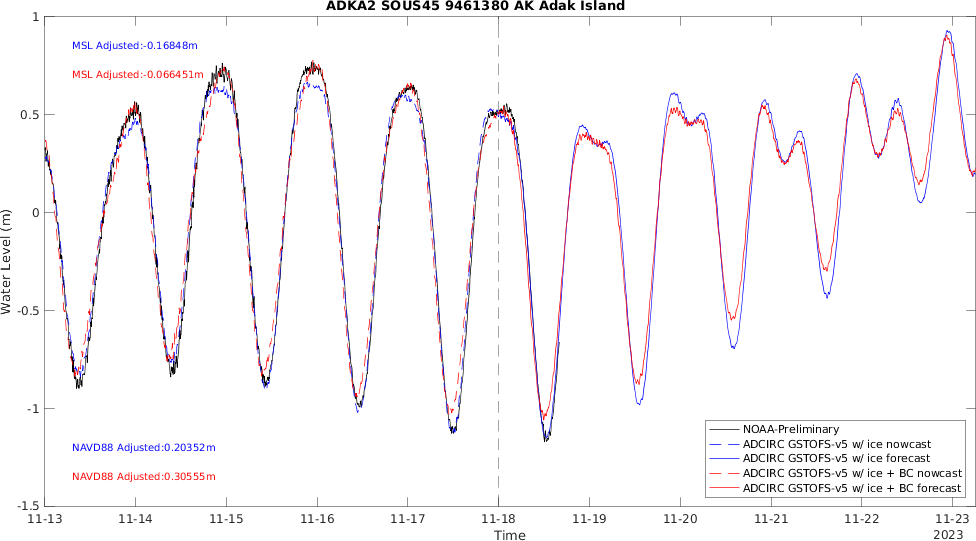 ADKA2 SOUS45 9461380 AK Adak Island
1
0.5
0
-0.5
-1
-1.5
Water Level (m)
MSL Adjusted:-0.16848m
MSL Adjusted:-0.066451m
NAVD88 Adjusted:0.20352m
NAVD88 Adjusted:0.30555m
NOAA-Preliminary
ADCIRC GSTOFS-v5 w/ ice nowcast
ADCIRC GSTOFS-v5 w/ ice forecast
ADCIRC GSTOFS-v5 w/ ice + BC nowcast
ADCIRC GSTOFS-v5 w/ ice + BC forecast
11-13 11-14 11-15 11-16 11-17 11-18 11-19 11-20 11-21 11-22 11-23
Time
2023